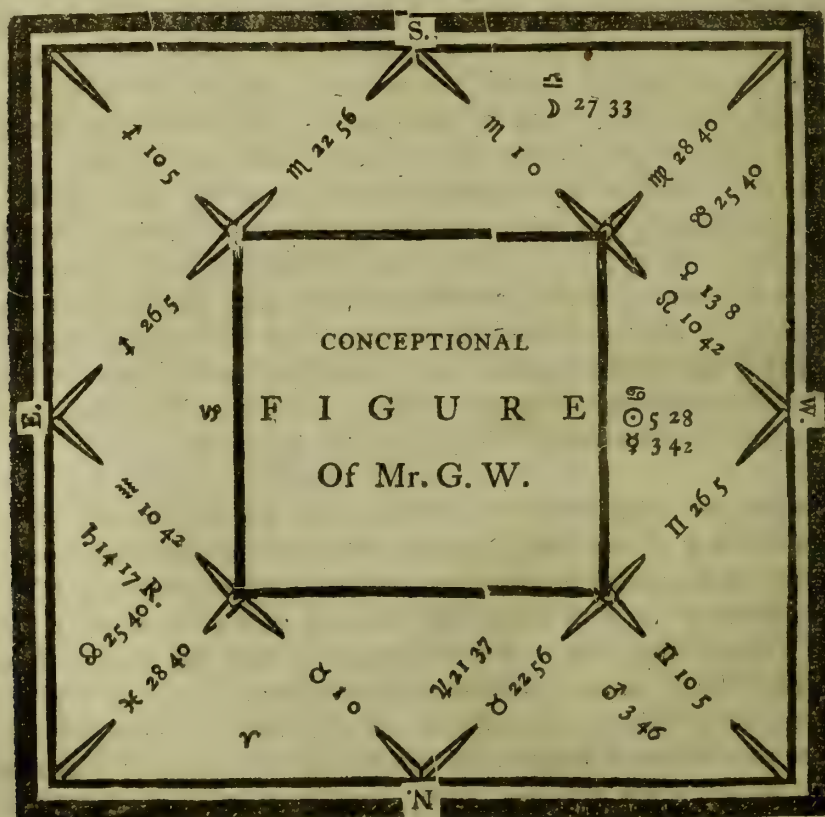 S.
♎
☽ 27 33
♐ 10 5
♏ 22 56
♏ 1 0
♍ 28 40
☋ 25 40
♀ 13 8
♌ 10 42
♐ 26 5
CONCEPTIONAL
E.
♑
FIGURE
♋
☉ 5 28
☿ 3 42
W.
Of Mr. G. W.
♒ 10 42
♄ 14 17 R.
☊ 25 40
♓ 28 40
♈
♉ 1 0
♃ 21 37
♉ 22 56
♊ 26 5
♊ 10 5
♂ 3 46
N.